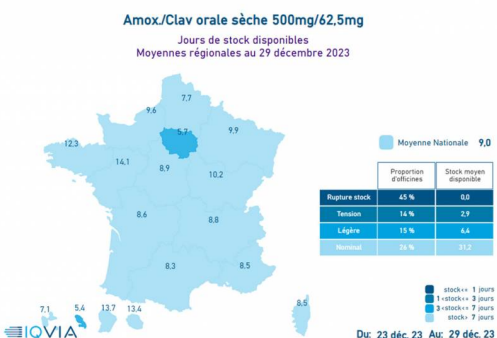 Amox./Clav orale sèche 500mg/62,5mg
Jours de stock disponibles
Moyennes régionales au 29 décembre 2023
7.7
9.6
5.7
9.9
12.3
14.1
8.9
10.2
8.6
8.8
8.3
8.5
7.1
5.4
13.7
13.4
8.5
Moyenne Nationale 9,0
Proportion d'officines
Stock moyen disponible
Rupture stock 45 % 0,0
Tension 14 % 2,9
Légère 15 % 6,4
Nominal 26 % 31,2
stock<= 1 jours
1 <stock<= 3 jours
3 <stock<= 7 jours
stock> 7 jours
IQVIA
Du: 23 déc. 23 Au: 29 déc. 23